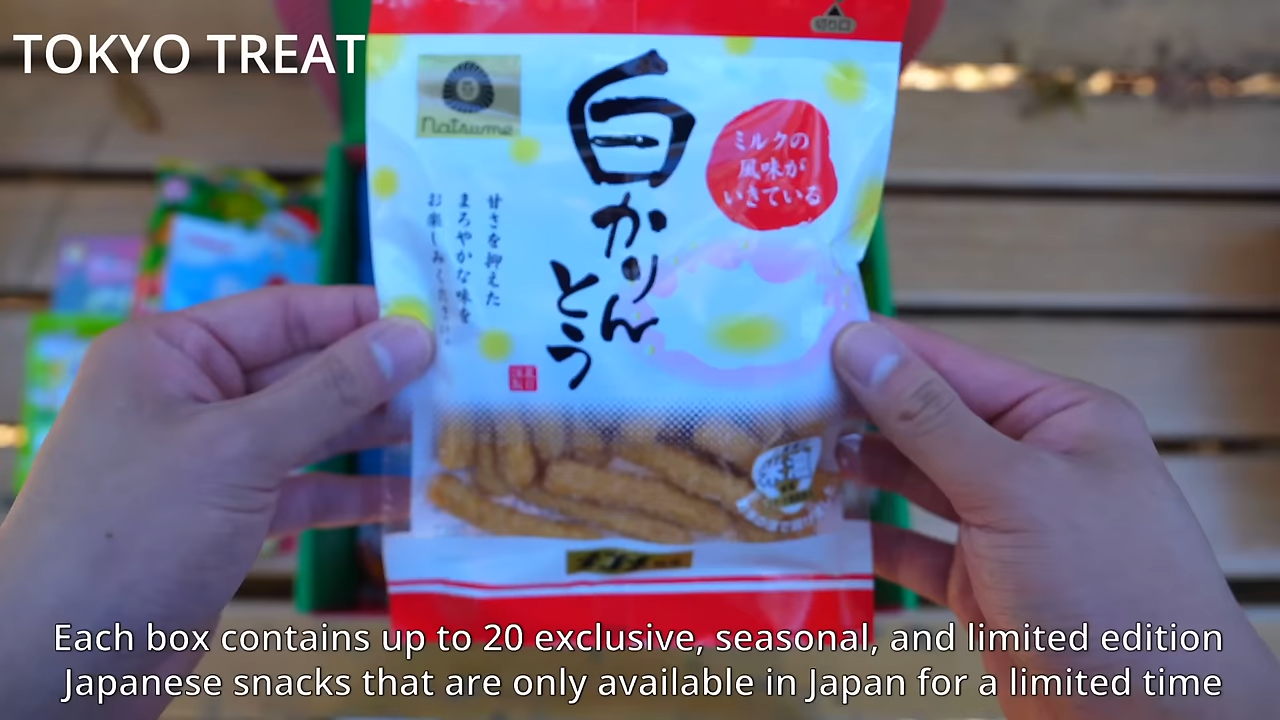 TOKYO TREAT
切り口
Natsume
白かりんとう
ミルクの
風味が
いきている
甘さを抑えた
まろやかな味を
お楽しみください。
Each box contains up to 20 exclusive, seasonal, and limited edition
Japanese snacks that are only available in Japan for a limited time